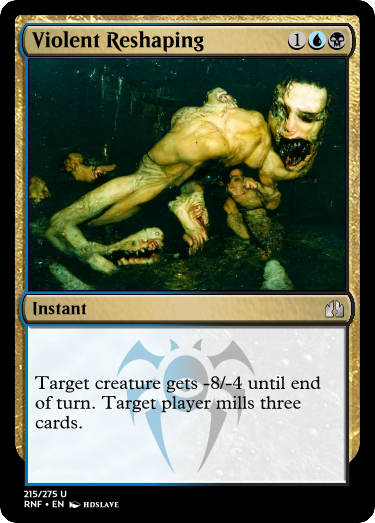 Violent Reshaping 1
Instant
Target creature gets -8/-4 until end
of turn. Target player mills three
cards.
215/275 U
RNF • EN HDSLAVE